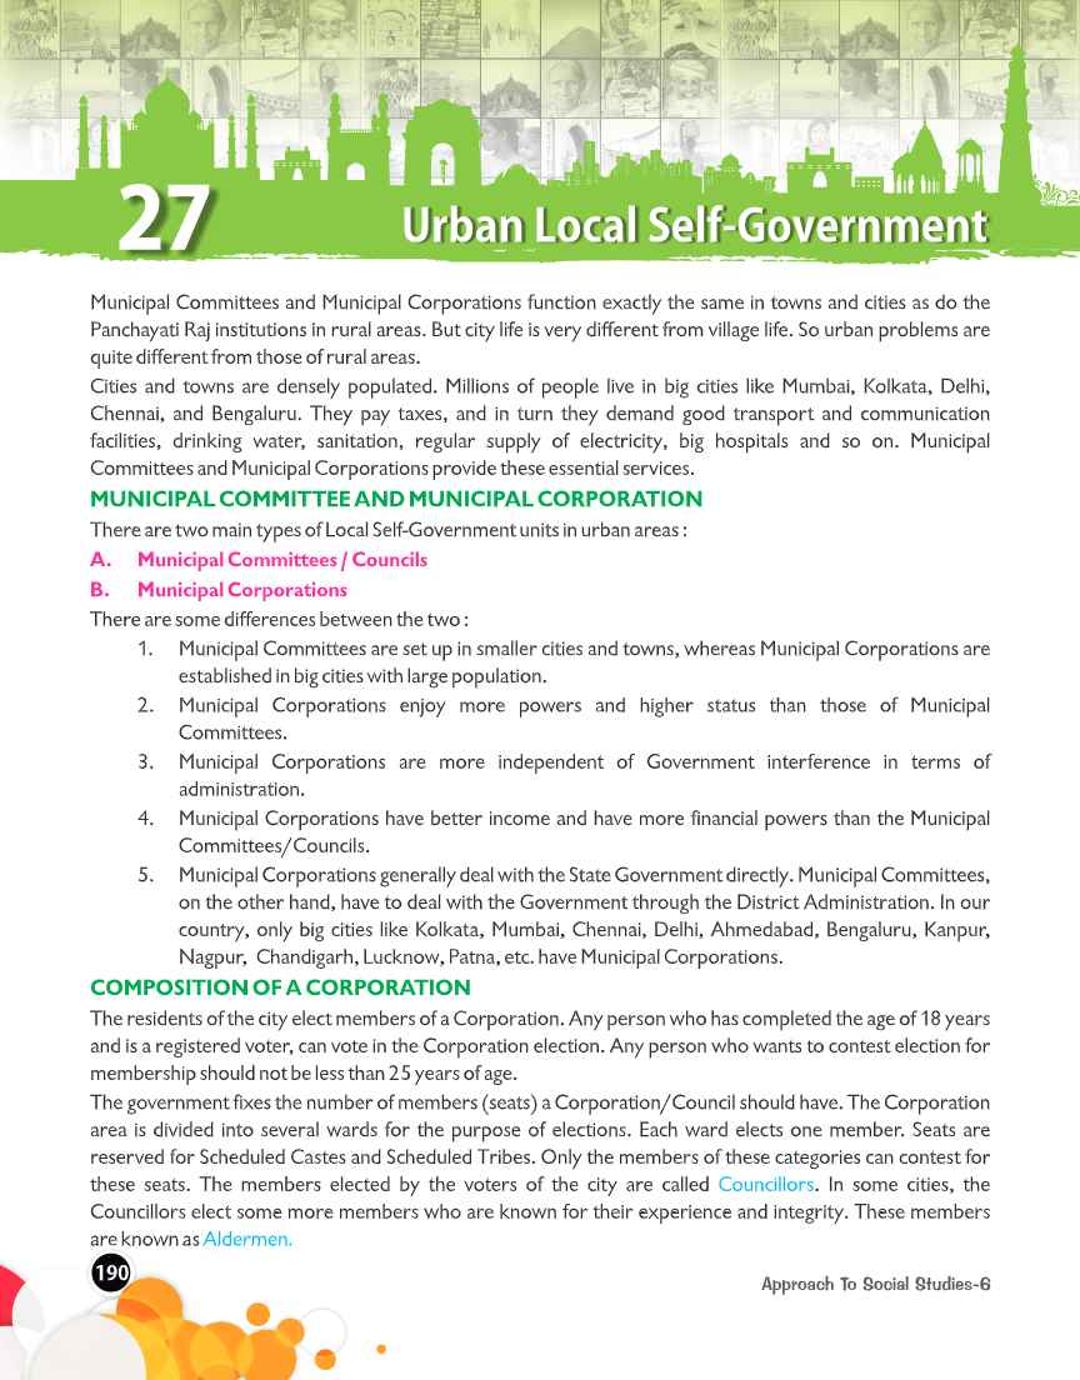 27
Urban Local Self-Government
Municipal Committees and Municipal Corporations function exactly the same in towns and cities as do the
Panchayati Raj institutions in rural areas. But city life is very different from village life. So urban problems are
quite different from those of rural areas.
Cities and towns are densely populated. Millions of people live in big cities like Mumbai, Kolkata, Delhi,
Chennai, and Bengaluru. They pay taxes, and in turn they demand good transport and communication
facilities, drinking water, sanitation, regular supply of electricity, big hospitals and so on. Municipal
Committees and Municipal Corporations provide these essential services.
MUNICIPAL COMMITTEE AND MUNICIPAL CORPORATION
There are two main types of Local Self-Government units in urban areas :
A. Municipal Committees / Councils
B. Municipal Corporations
There are some differences between the two :
1. Municipal Committees are set up in smaller cities and towns, whereas Municipal Corporations are
established in big cities with large population.
2. Municipal Corporations enjoy more powers and higher status than those of Municipal
Committees.
3. Municipal Corporations are more independent of Government interference in terms of
administration.
4. Municipal Corporations have better income and have more financial powers than the Municipal
Committees/Councils.
5. Municipal Corporations generally deal with the State Government directly. Municipal Committees,
on the other hand, have to deal with the Government through the District Administration. In our
country, only big cities like Kolkata, Mumbai, Chennai, Delhi, Ahmedabad, Bengaluru, Kanpur,
Nagpur, Chandigarh, Lucknow, Patna, etc. have Municipal Corporations.
COMPOSITION OF A CORPORATION
The residents of the city elect members of a Corporation. Any person who has completed the age of 18 years
and is a registered voter, can vote in the Corporation election. Any person who wants to contest election for
membership should not be less than 25 years of age.
The government fixes the number of members (seats) a Corporation/Council should have. The Corporation
area is divided into several wards for the purpose of elections. Each ward elects one member. Seats are
reserved for Scheduled Castes and Scheduled Tribes. Only the members of these categories can contest for
these seats. The members elected by the voters of the city are called Councillors. In some cities, the
Councillors elect some more members who are known for their experience and integrity. These members
are known as Aldermen.
190
Approach To Social Studies-6